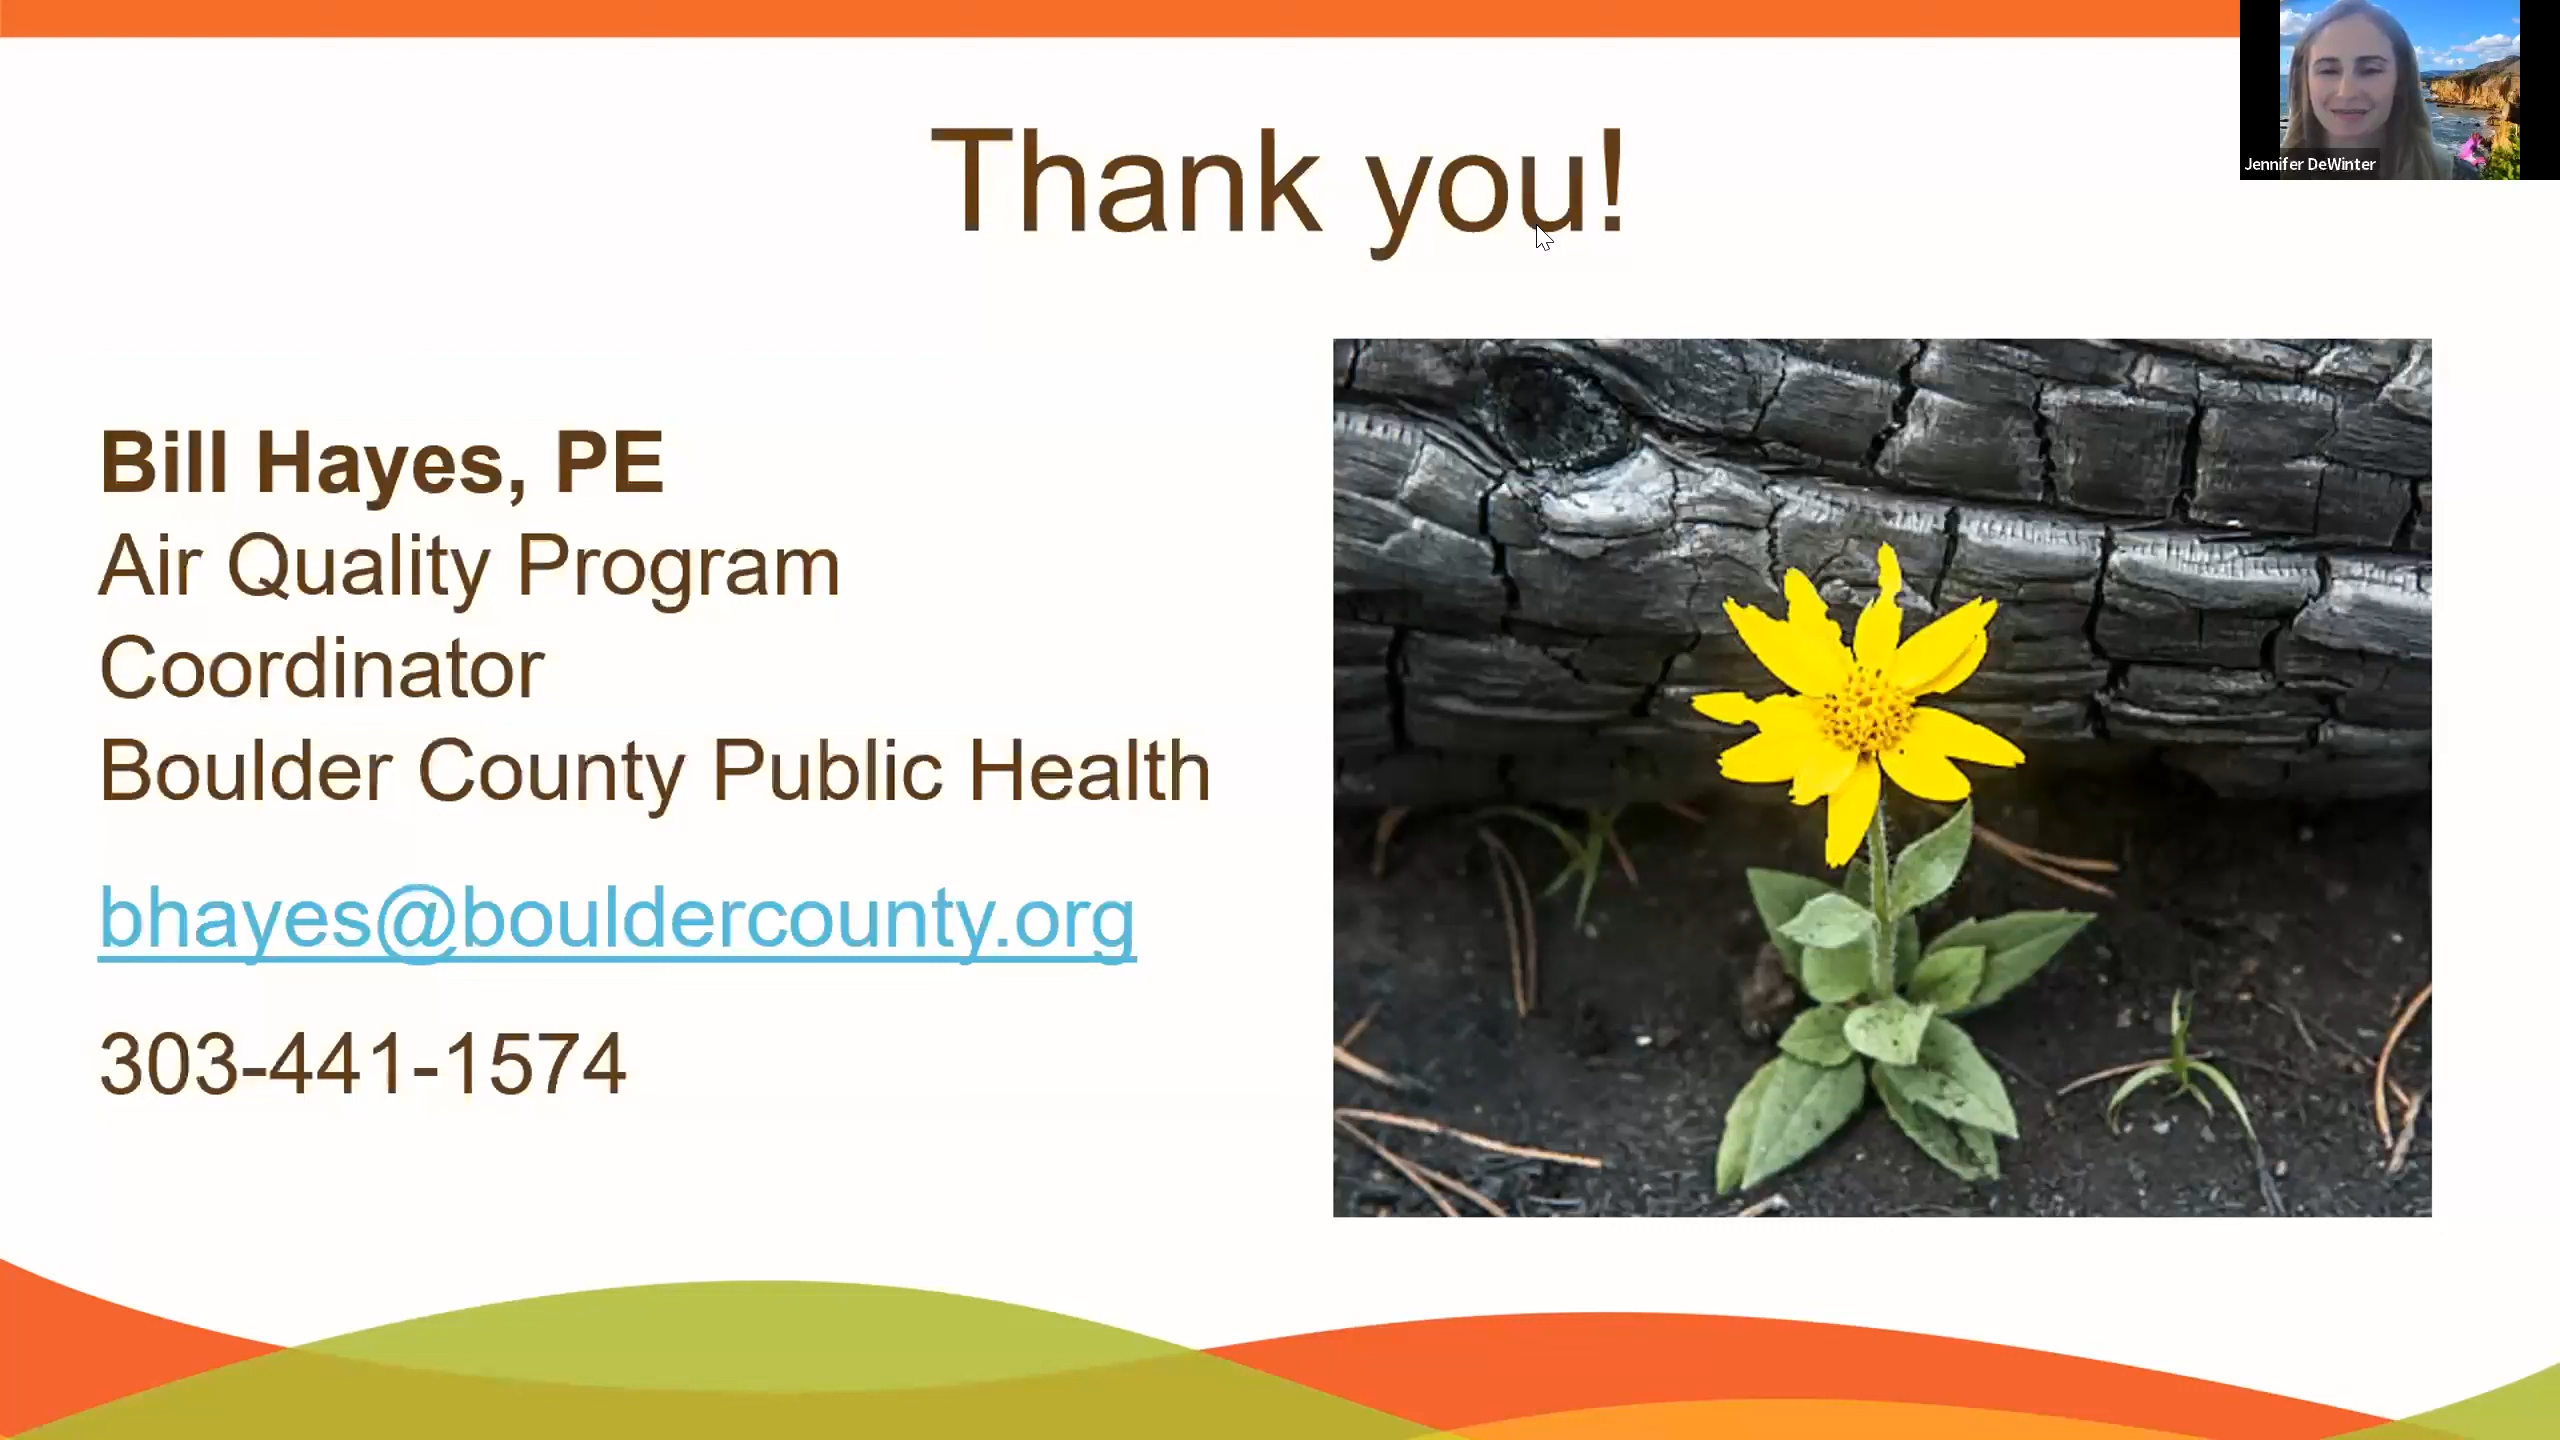 Thank you!
Jennifer DeWinter
Bill Hayes, PE
Air Quality Program
Coordinator
Boulder County Public Health
bhayes@bouldercounty.org
303-441-1574